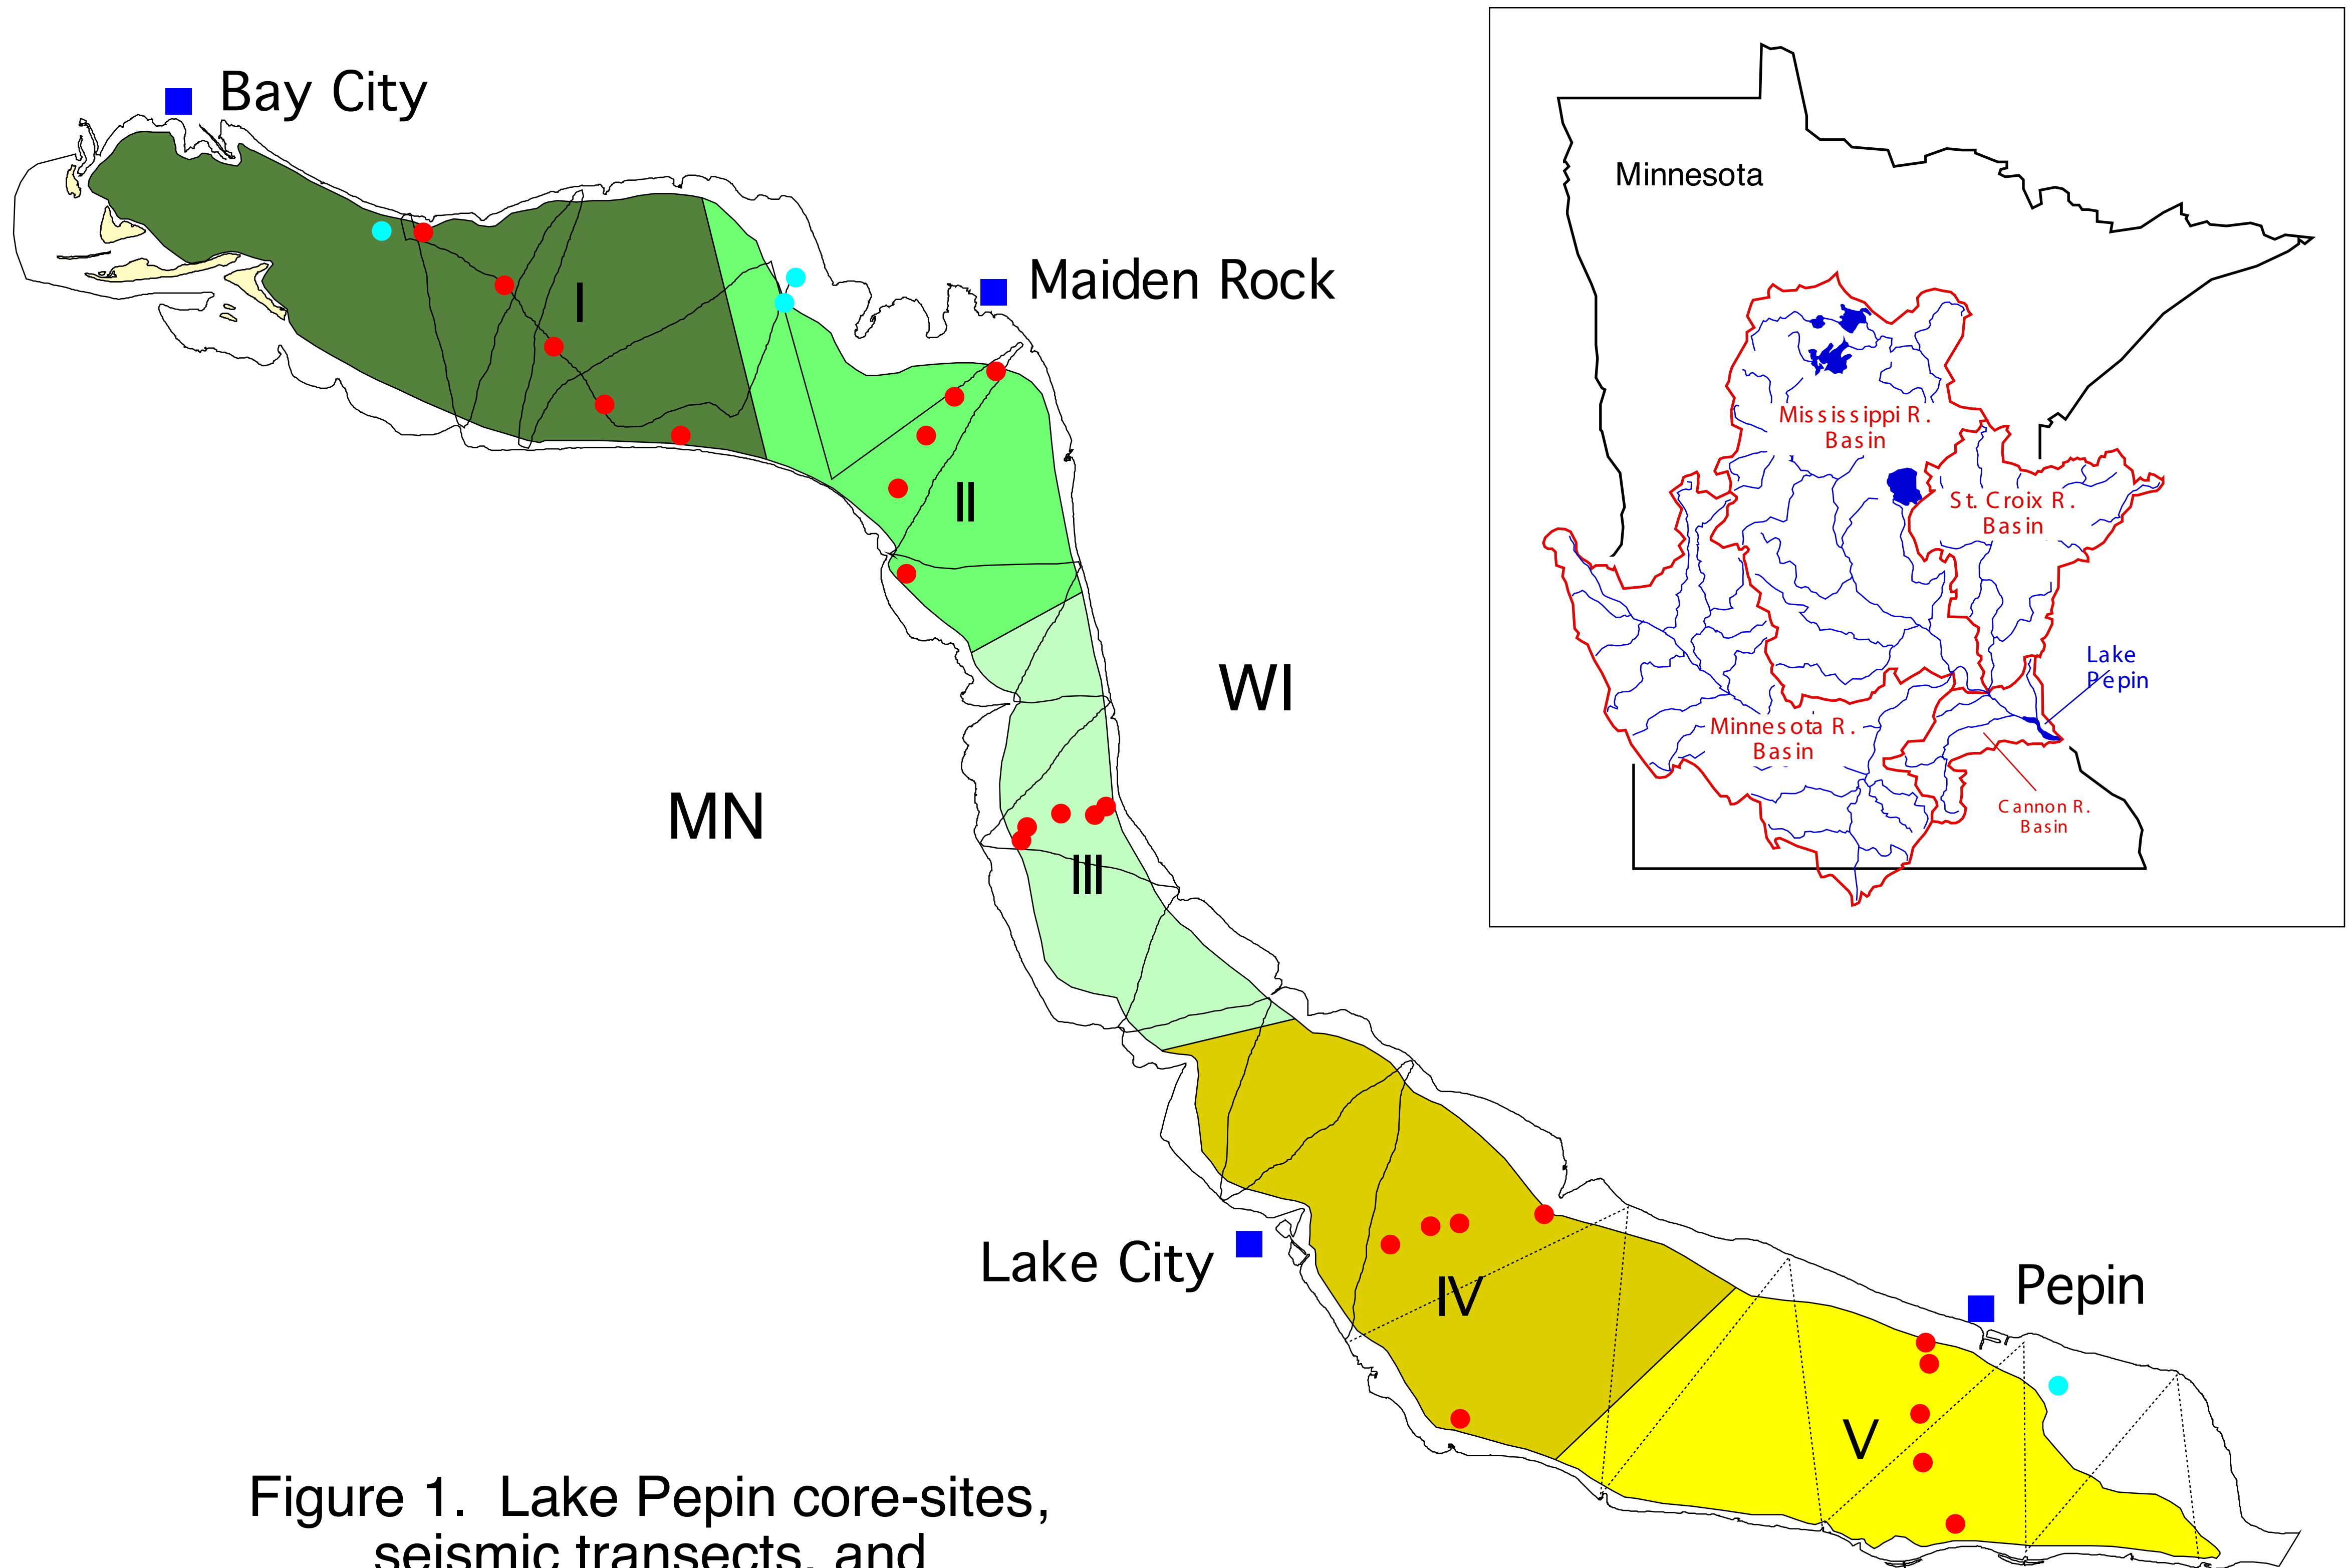 Bay City
Minnesota
Maiden Rock
I
Mississippi R.
Basin
II
St. Croix R.
Basin
WI
Lake
Pepin
Minnesota R.
Basin
MN
Cannon R.
Basin
III
Lake City
IV
Pepin
V
Figure 1. Lake Pepin core-sites,
seismic transects, and